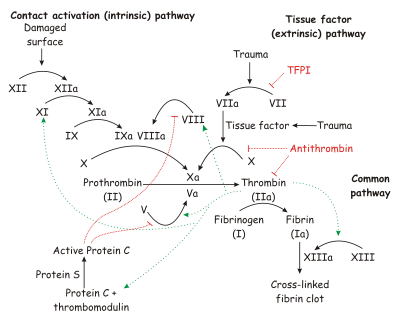 Contact activation (intrinsic) pathway
Damaged
surface
Tissue factor
(extrinsic) pathway
Trauma
TFPI
XII
XIIa
XI
XIa
VIII
VIIa
VII
IX
IXa
VIIIa
Tissue factor
Trauma
Antithrombin
X
X
Xa
Va
Prothrombin
(II)
Thrombin
(IIa)
Common
pathway
V
Fibrinogen
(I)
Fibrin
(Ia)
XIIIa
XIII
Active Protein C
Protein S
Protein C +
thrombomodulin
Cross-linked
fibrin clot